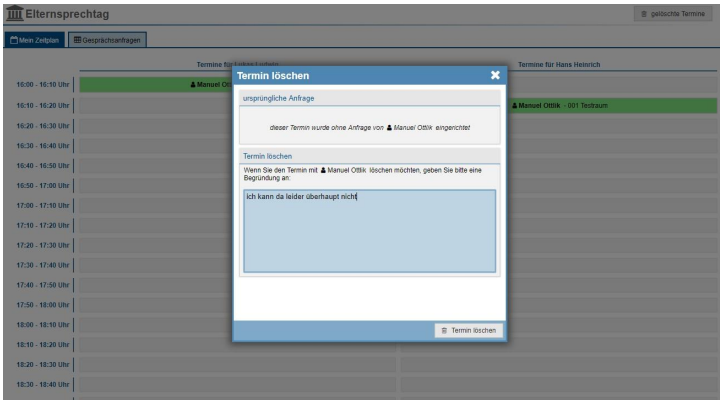 Elternsprechtag
gelöschte Termine
Mein Zeitplan
Gesprächsanfragen
Termine für
Termine für Hans Heinrich
16:00 - 16:10 Uhr
Manuel Ott
16:10 - 16:20 Uhr
Manuel Ottlik - 001 Testraum
16:20 - 16:30 Uhr
16:30 - 16:40 Uhr
16:40 - 16:50 Uhr
16:50 - 17:00 Uhr
17:00 - 17:10 Uhr
17:10 - 17:20 Uhr
17:20 - 17:30 Uhr
17:30 - 17:40 Uhr
17:40 - 17:50 Uhr
17:50 - 18:00 Uhr
18:00 - 18:10 Uhr
18:10 - 18:20 Uhr
18:20 - 18:30 Uhr
18:30 - 18:40 Uhr
Termin löschen
ursprüngliche Anfrage
dieser Termin wurde ohne Anfrage von Manuel Ottlik eingerichtet
Termin löschen
Wenn Sie den Termin mit Manuel Ottlik löschen möchten, geben Sie bitte eine
Begründung an:
ich kann da leider überhaupt nicht
Termin löschen